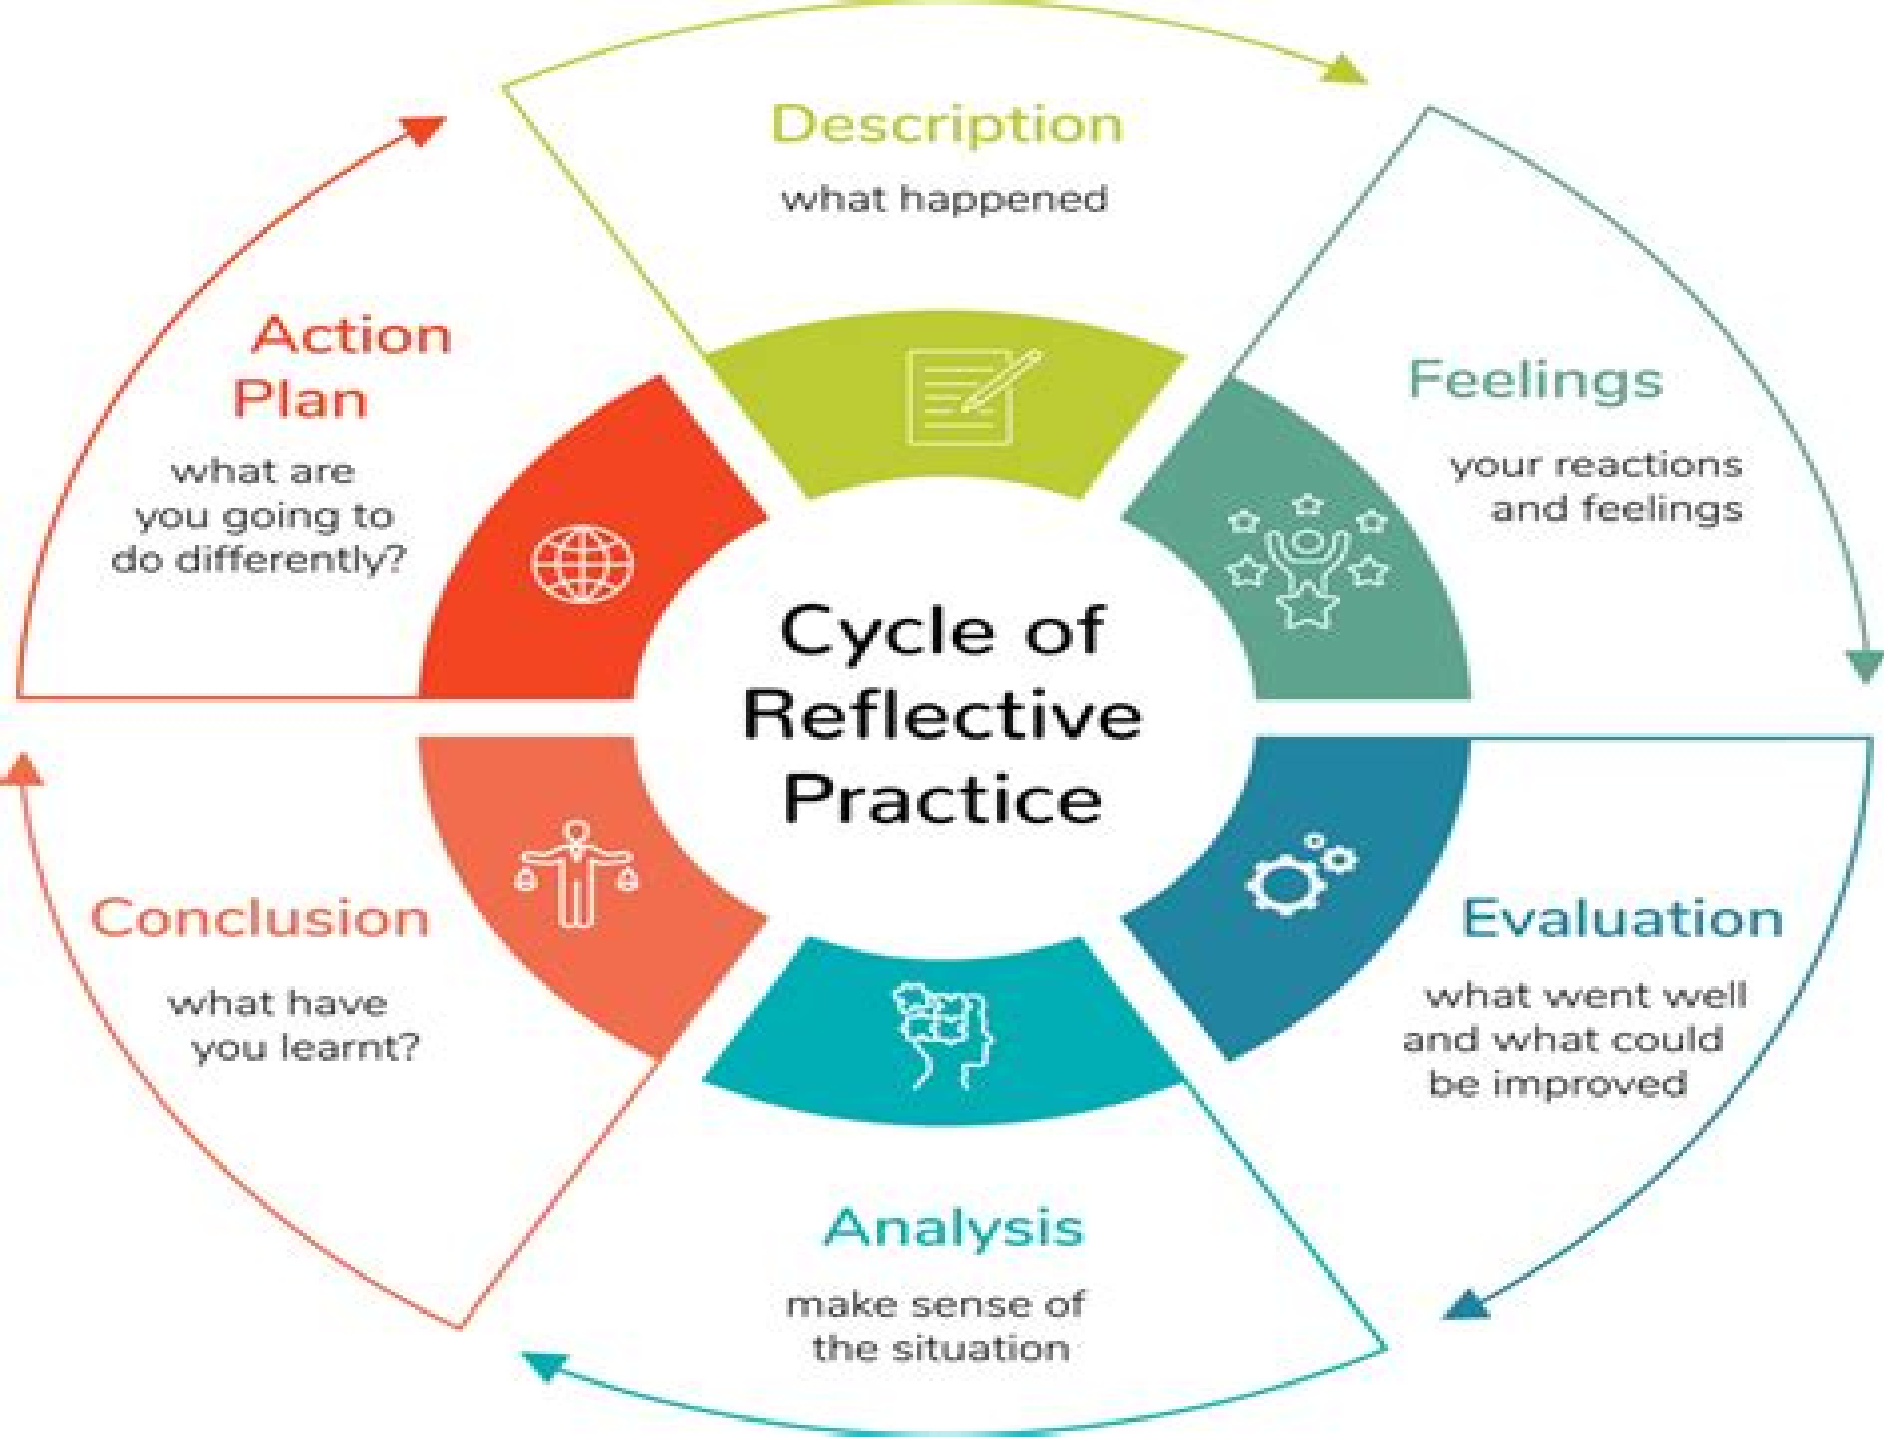 Description
what happened
Feelings
your reactions
and feelings
Evaluation
what went well
and what could
be improved
Analysis
make sense of
the situation
Conclusion
what have
you learnt?
Action
Plan
what are
you going to
do differently?
Cycle of
Reflective
Practice